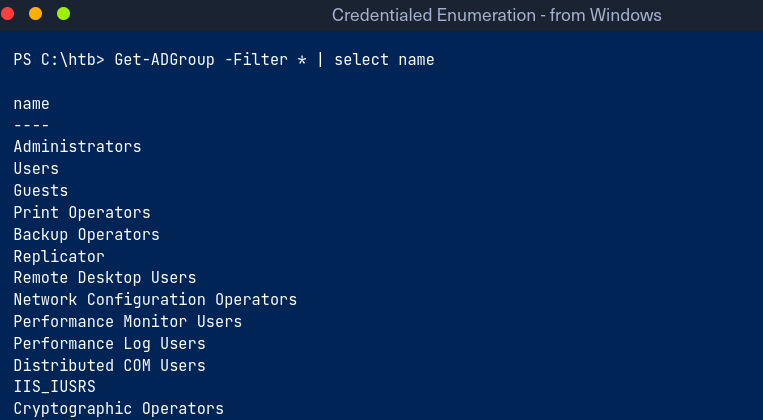 Credentialed Enumeration - from Windows
PS C:\htb> Get-ADGroup -Filter * | select name
name
----
Administrators
Users
Guests
Print Operators
Backup Operators
Replicator
Remote Desktop Users
Network Configuration Operators
Performance Monitor Users
Performance Log Users
Distributed COM Users
IIS_IUSRS
Cryptographic Operators